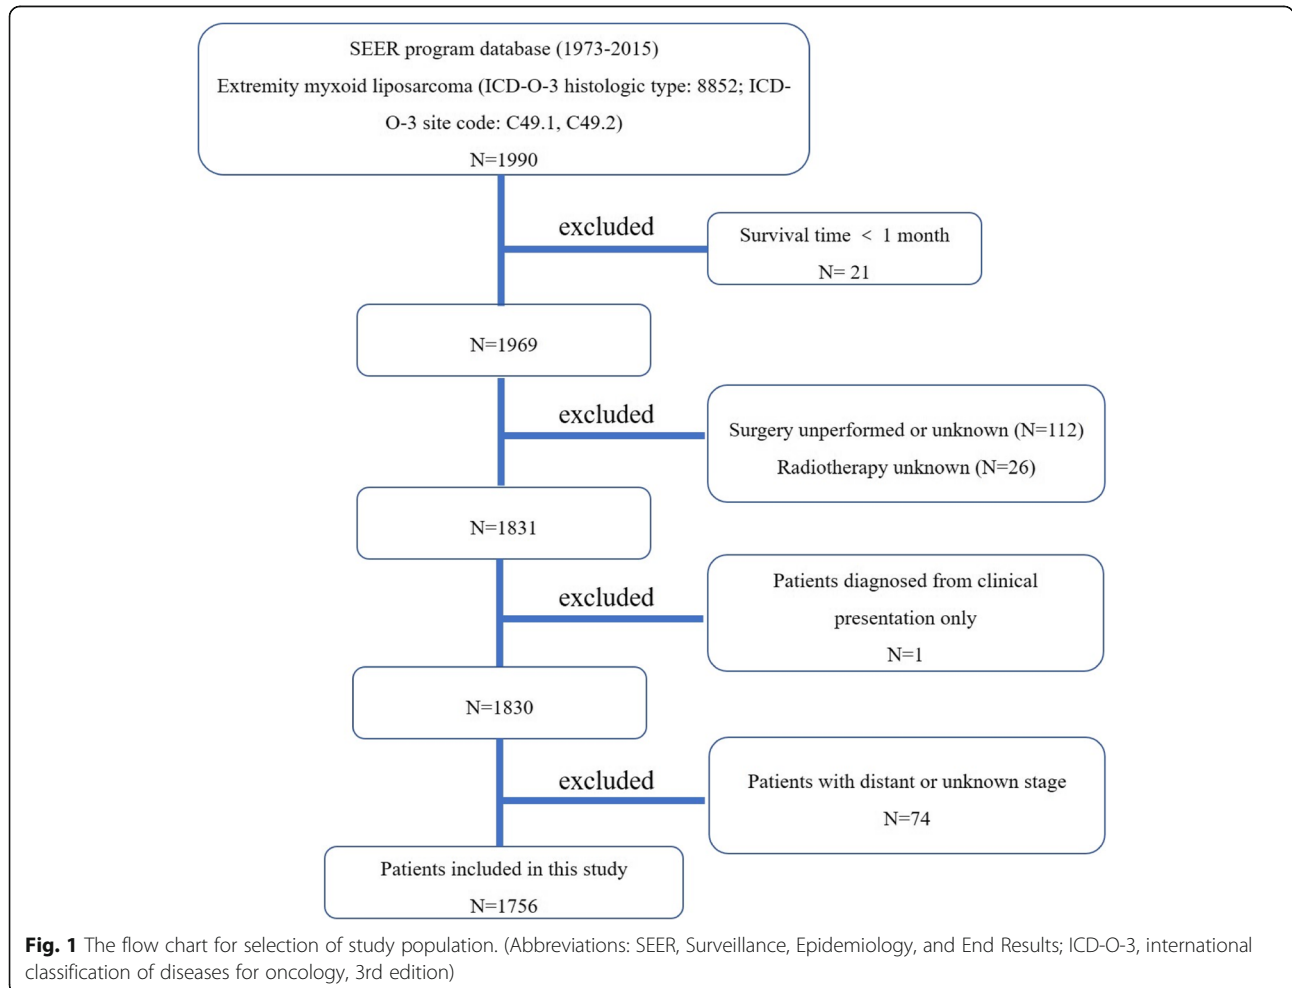 SEER program database (1973-2015)
Extremity myxoid liposarcoma (ICD-O-3 histologic type: 8852; ICD-
O-3 site code: C49.1, C49.2)
N=1990
excluded
Survival time < 1 month
N= 21
N=1969
excluded
Surgery unperformed or unknown (N=112)
Radiotherapy unknown (N=26)
N=1831
excluded
Patients diagnosed from clinical
presentation only
N=1
N=1830
excluded
Patients with distant or unknown stage
N=74
Patients included in this study
N=1756
Fig. 1 The flow chart for selection of study population. (Abbreviations: SEER, Surveillance, Epidemiology, and End Results; ICD-O-3, international
classification of diseases for oncology, 3rd edition)